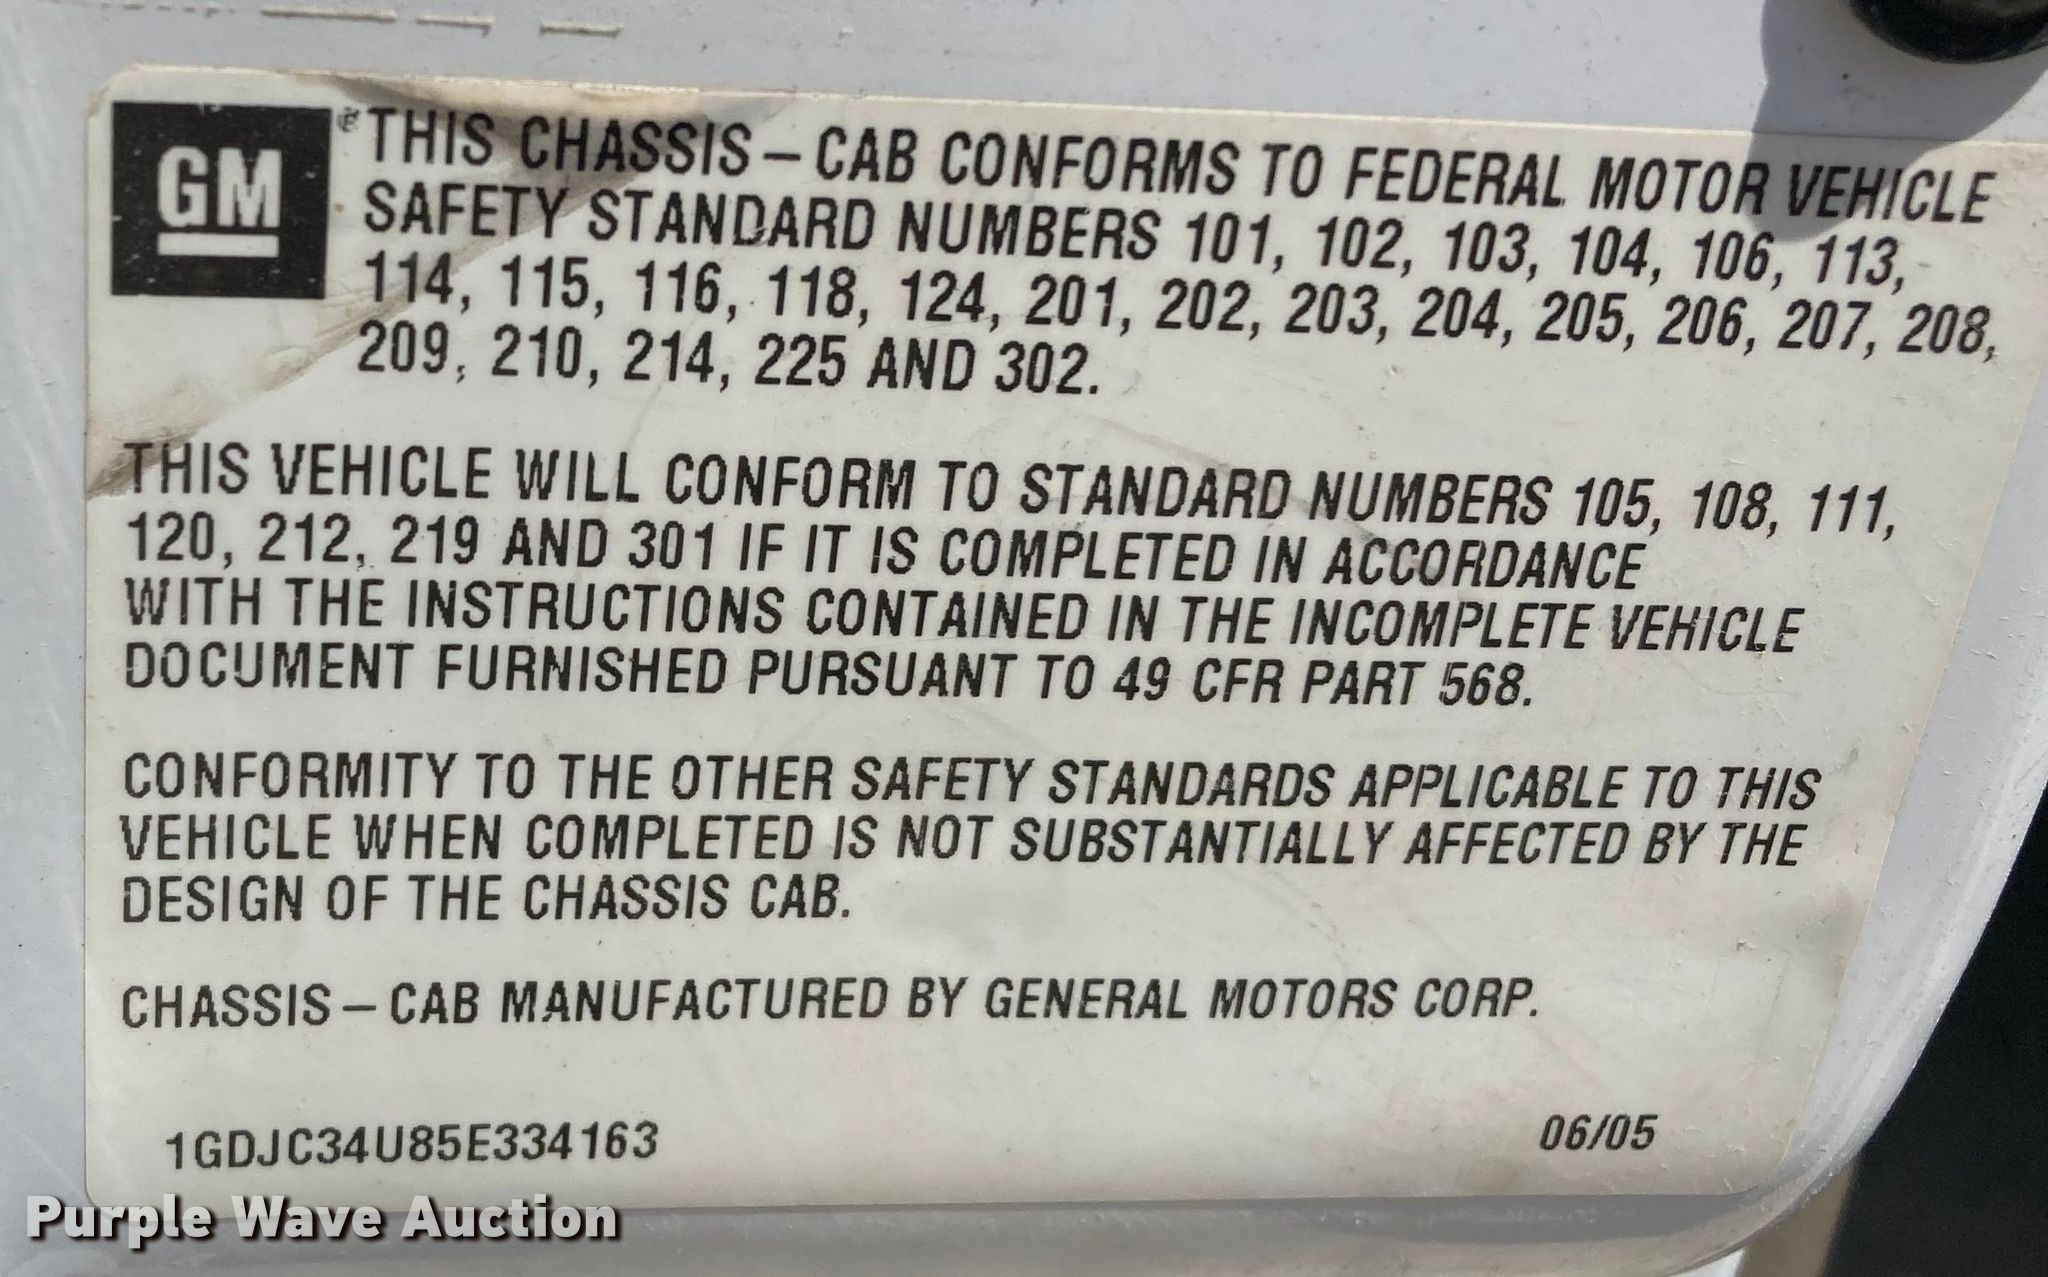 GM
® THIS CHASSIS – CAB CONFORMS TO FEDERAL MOTOR VEHICLE
SAFETY STANDARD NUMBERS 101, 102, 103, 104, 106, 113,
114, 115, 116, 118, 124, 201, 202, 203, 204, 205, 206, 207, 208,
209, 210, 214, 225 AND 302.
THIS VEHICLE WILL CONFORM TO STANDARD NUMBERS 105, 108, 111,
120, 212, 219 AND 301 IF IT IS COMPLETED IN ACCORDANCE
WITH THE INSTRUCTIONS CONTAINED IN THE INCOMPLETE VEHICLE
DOCUMENT FURNISHED PURSUANT TO 49 CFR PART 568.
CONFORMITY TO THE OTHER SAFETY STANDARDS APPLICABLE TO THIS
VEHICLE WHEN COMPLETED IS NOT SUBSTANTIALLY AFFECTED BY THE
DESIGN OF THE CHASSIS CAB.
CHASSIS – CAB MANUFACTURED BY GENERAL MOTORS CORP.
1GDJC34U85E334163 06/05
Purple Wave Auction